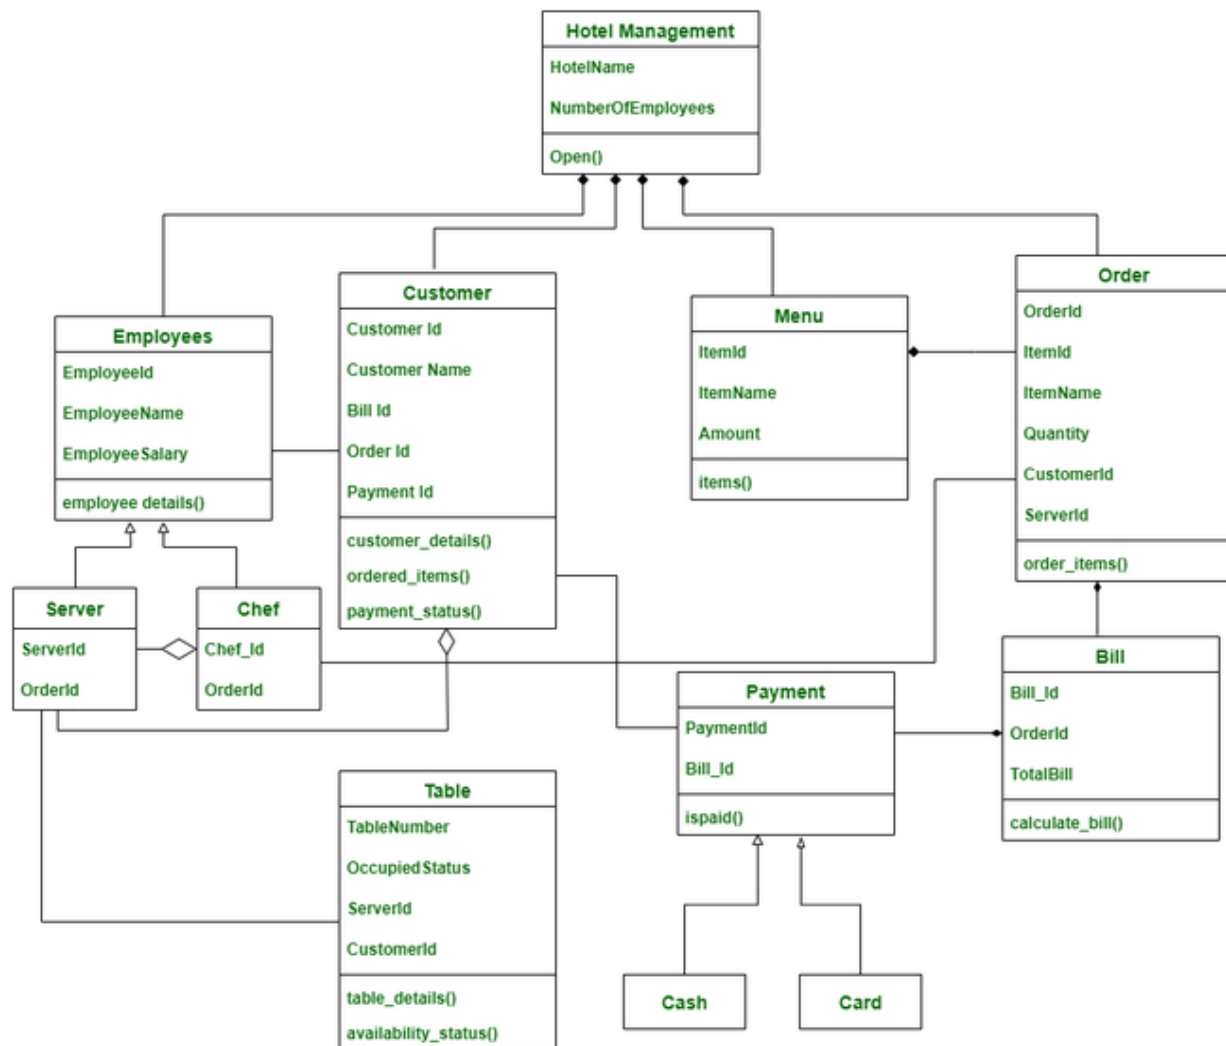 Hotel Management
HotelName
NumberOfEmployees
Open()
Employees
EmployeeId
EmployeeName
EmployeeSalary
employee details()
Customer
Customer Id
Customer Name
Bill Id
Order Id
Payment Id
customer_details()
ordered_items()
payment_status()
Menu
ItemId
ItemName
Amount
items()
Order
OrderId
ItemId
ItemName
Quantity
CustomerId
ServerId
order_items()
Server
ServerId
OrderId
Chef
Chef_Id
OrderId
Payment
PaymentId
Bill_Id
ispaid()
Bill
Bill_Id
OrderId
TotalBill
calculate_bill()
Table
TableNumber
OccupiedStatus
ServerId
CustomerId
table_details()
availability_status()
Cash
Card